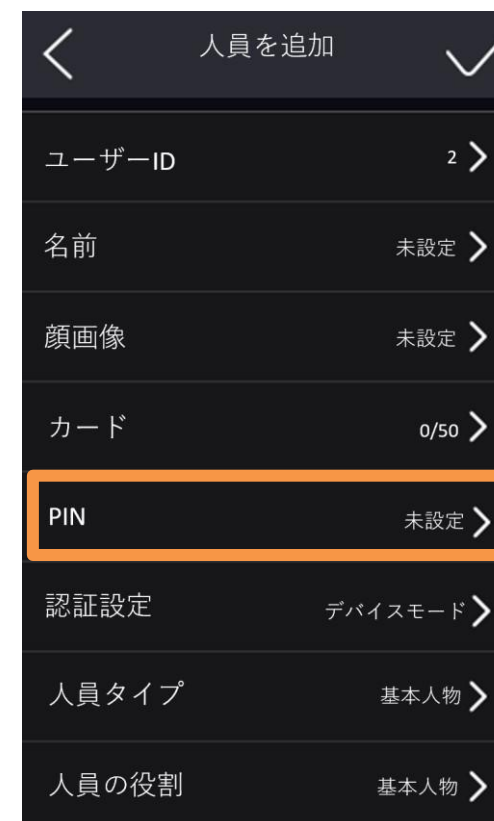 人員を追加
ユーザーID 2
名前 未設定
顔画像 未設定
カード 0/50
PIN 未設定
認証設定 デバイスモード
人員タイプ 基本人物
人員の役割 基本人物